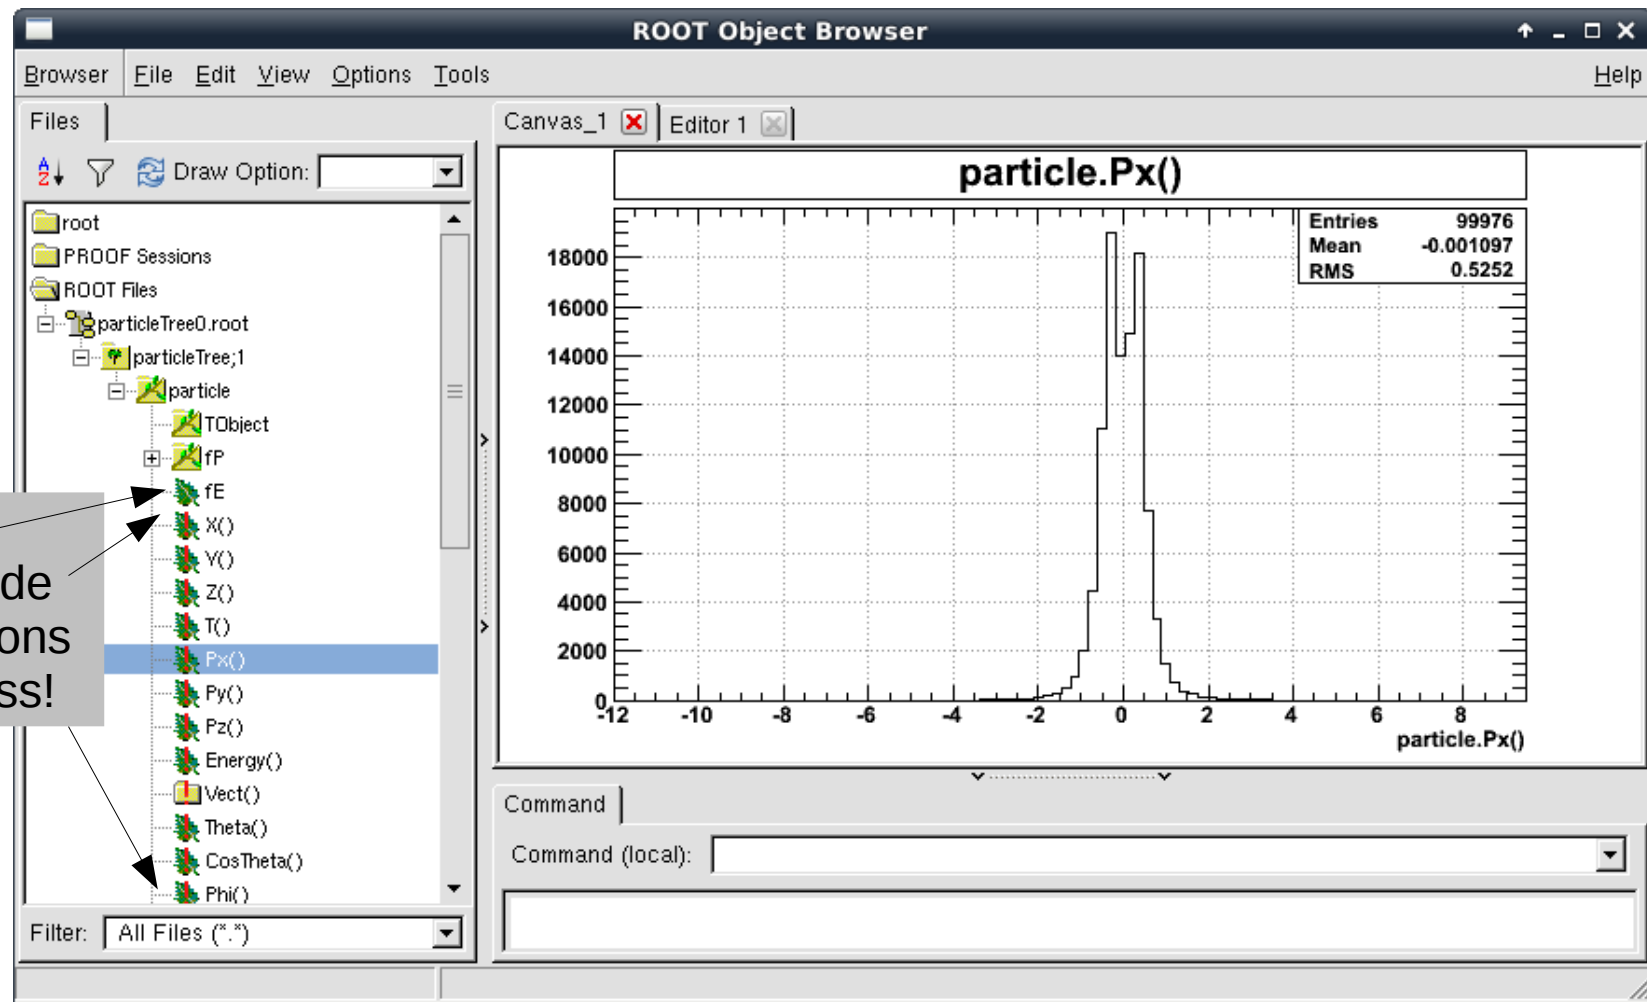 ROOT Object Browser
Browser File Edit View Options Tools Help
Files
Draw Option:
root
PROOF Sessions
ROOT Files
particleTree0.root
particleTree;1
particle
TObject
fP
fE
X()
Y()
Z()
T()
Px()
Py()
Pz()
Energy()
Vect()
Theta()
CosTheta()
Phi()
Filter: All Files (*.*)
de
ons
ss!
Canvas_1 Editor 1
particle.Px()
Entries 99976
Mean -0.001097
RMS 0.5252
18000
16000
14000
12000
10000
8000
6000
4000
2000
0
-12 -10 -8 -6 -4 -2 0 2 4 6 8
particle.Px()
Command
Command (local):